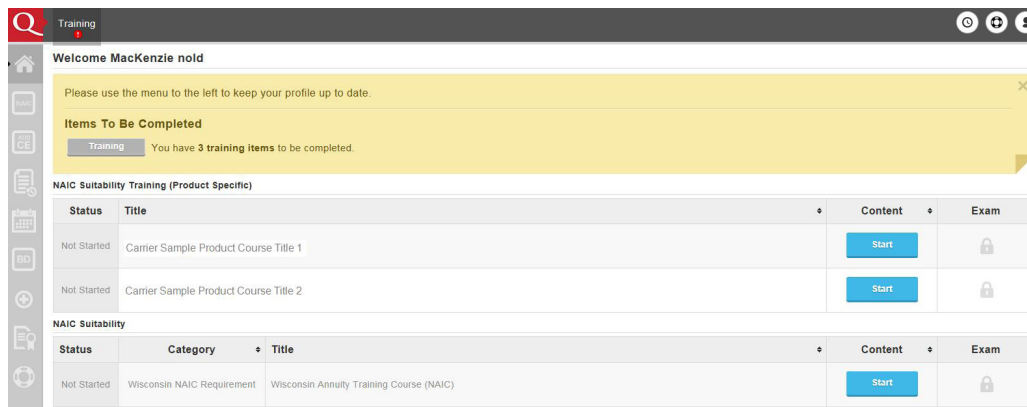 Q Training
!
Welcome MacKenzie nold
Please use the menu to the left to keep your profile up to date.
Items To Be Completed
Training You have 3 training items to be completed.
NAIC Suitability Training (Product Specific)
Status Title Content Exam
Not Started Carrier Sample Product Course Title 1 Start
Not Started Carrier Sample Product Course Title 2 Start
NAIC Suitability
Status Category Title Content Exam
Not Started Wisconsin NAIC Requirement Wisconsin Annuity Training Course (NAIC) Start
NAIC
ADD
CE
BD